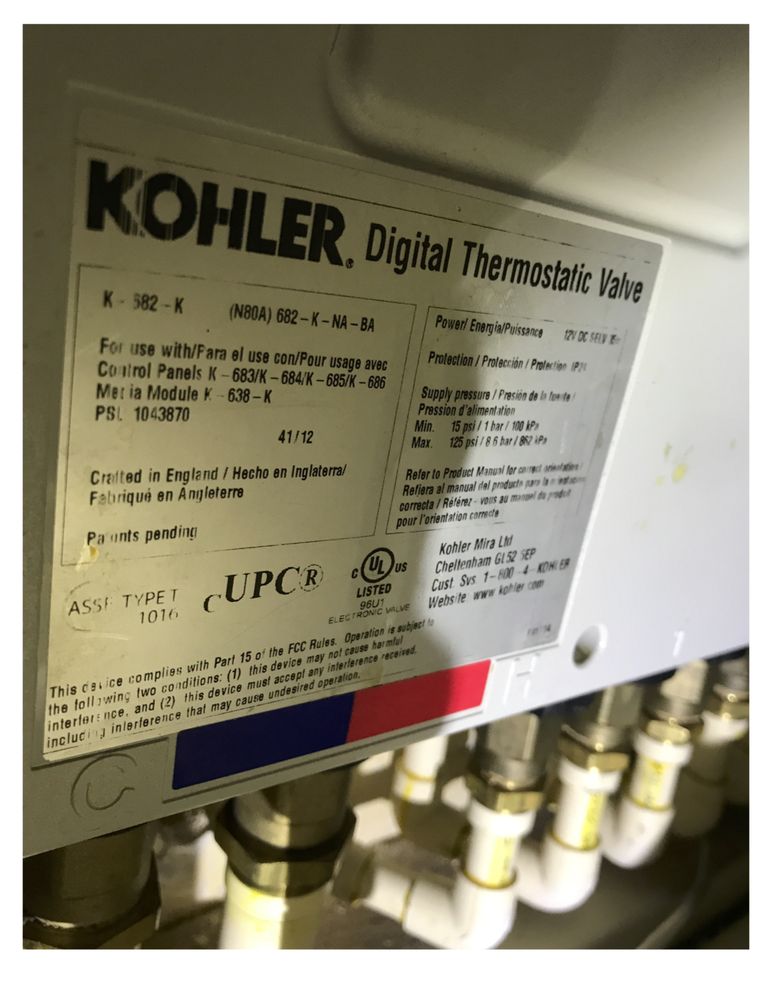 KOHLER® Digital Thermostatic Valve
K - 682 - K (N80A) 682 - K - NA - BA
For use with/Para el use con/Pour usage avec
Control Panels K - 683/K - 684/K - 685/K - 686
Media Module K - 638 - K
PSL 1043870
41/12
Crafted in England / Hecho en Inglaterra/
Fabriqué en Angleterre
Patents pending
Power/ Energia/Puissance 12V DC SELV
Protection / Protección / Protection
Supply pressure / Presión de la fuente /
Pression d'alimentation
Min. 15 psi / 1 bar / 100 kPa
Max. 125 psi / 8.6 bar / 862 kPa
Refer to Product Manual for correct orientation /
Refiera al manual del producto para la orientación
correcta / Référez - vous au manuel du produit
pour l'orientation correcte
ASSE TYPE T
1016
cUPC®
c UL US
LISTED
96U1
ELECTRONIC VALVE
Kohler Mira Ltd
Cheltenham GL52 5EP
Cust. Svs 1-800-4-KOHLER
Website www.kohler.com
This device complies with Part 15 of the FCC Rules. Operation is subject to
the following two conditions: (1) this device may not cause harmful
interference, and (2) this device must accept any interference received,
including interference that may cause undesired operation.